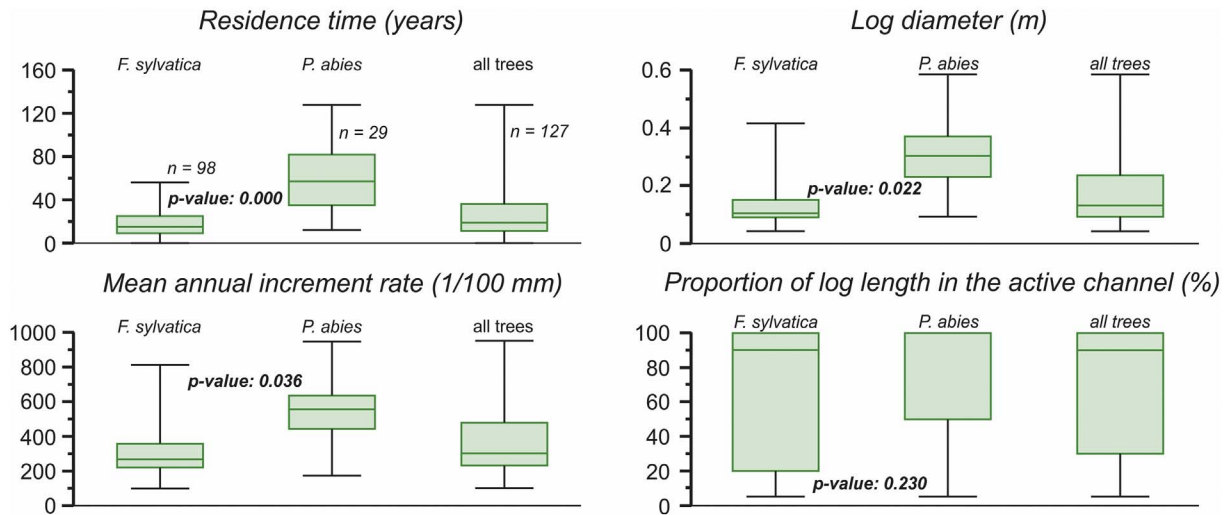 Residence time (years)
F. sylvatica
P. abies
all trees
160
120
80
40
0
n = 98
n = 29
n = 127
p-value: 0.000
Log diameter (m)
F. sylvatica
P. abies
all trees
0.6
0.4
0.2
0
p-value: 0.022
Mean annual increment rate (1/100 mm)
F. sylvatica
P. abies
all trees
1000
800
600
400
200
0
p-value: 0.036
Proportion of log length in the active channel (%)
F. sylvatica
P. abies
all trees
100
80
60
40
20
0
p-value: 0.230